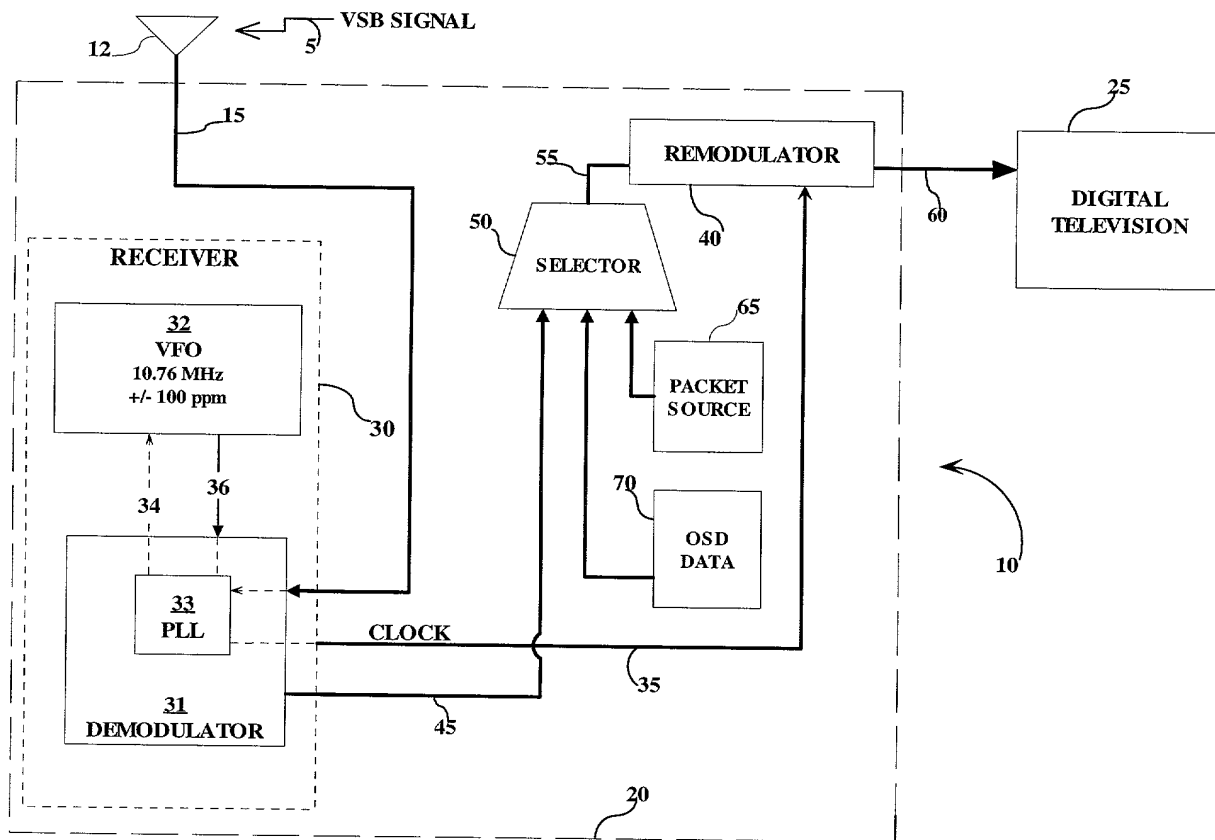 VSB SIGNAL
12
5
15
25
REMODULATOR
55
DIGITAL
TELEVISION
60
40
50
SELECTOR
RECEIVER
32
VFO
10.76 MHz
+/- 100 ppm
65
PACKET
SOURCE
30
34
36
70
OSD
DATA
10
33
PLL
CLOCK
35
31
DEMODULATOR
45
20